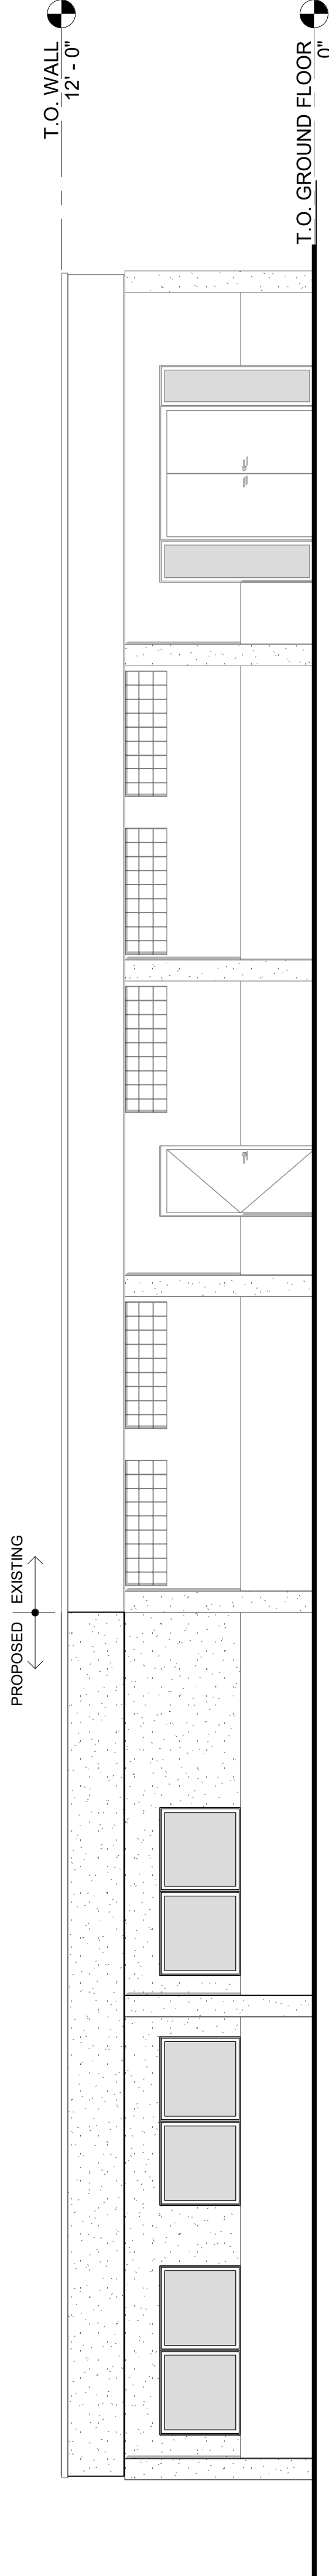 T.O. WALL
12' - 0"
T.O. GROUND FLOOR
0"
PROPOSED
EXISTING